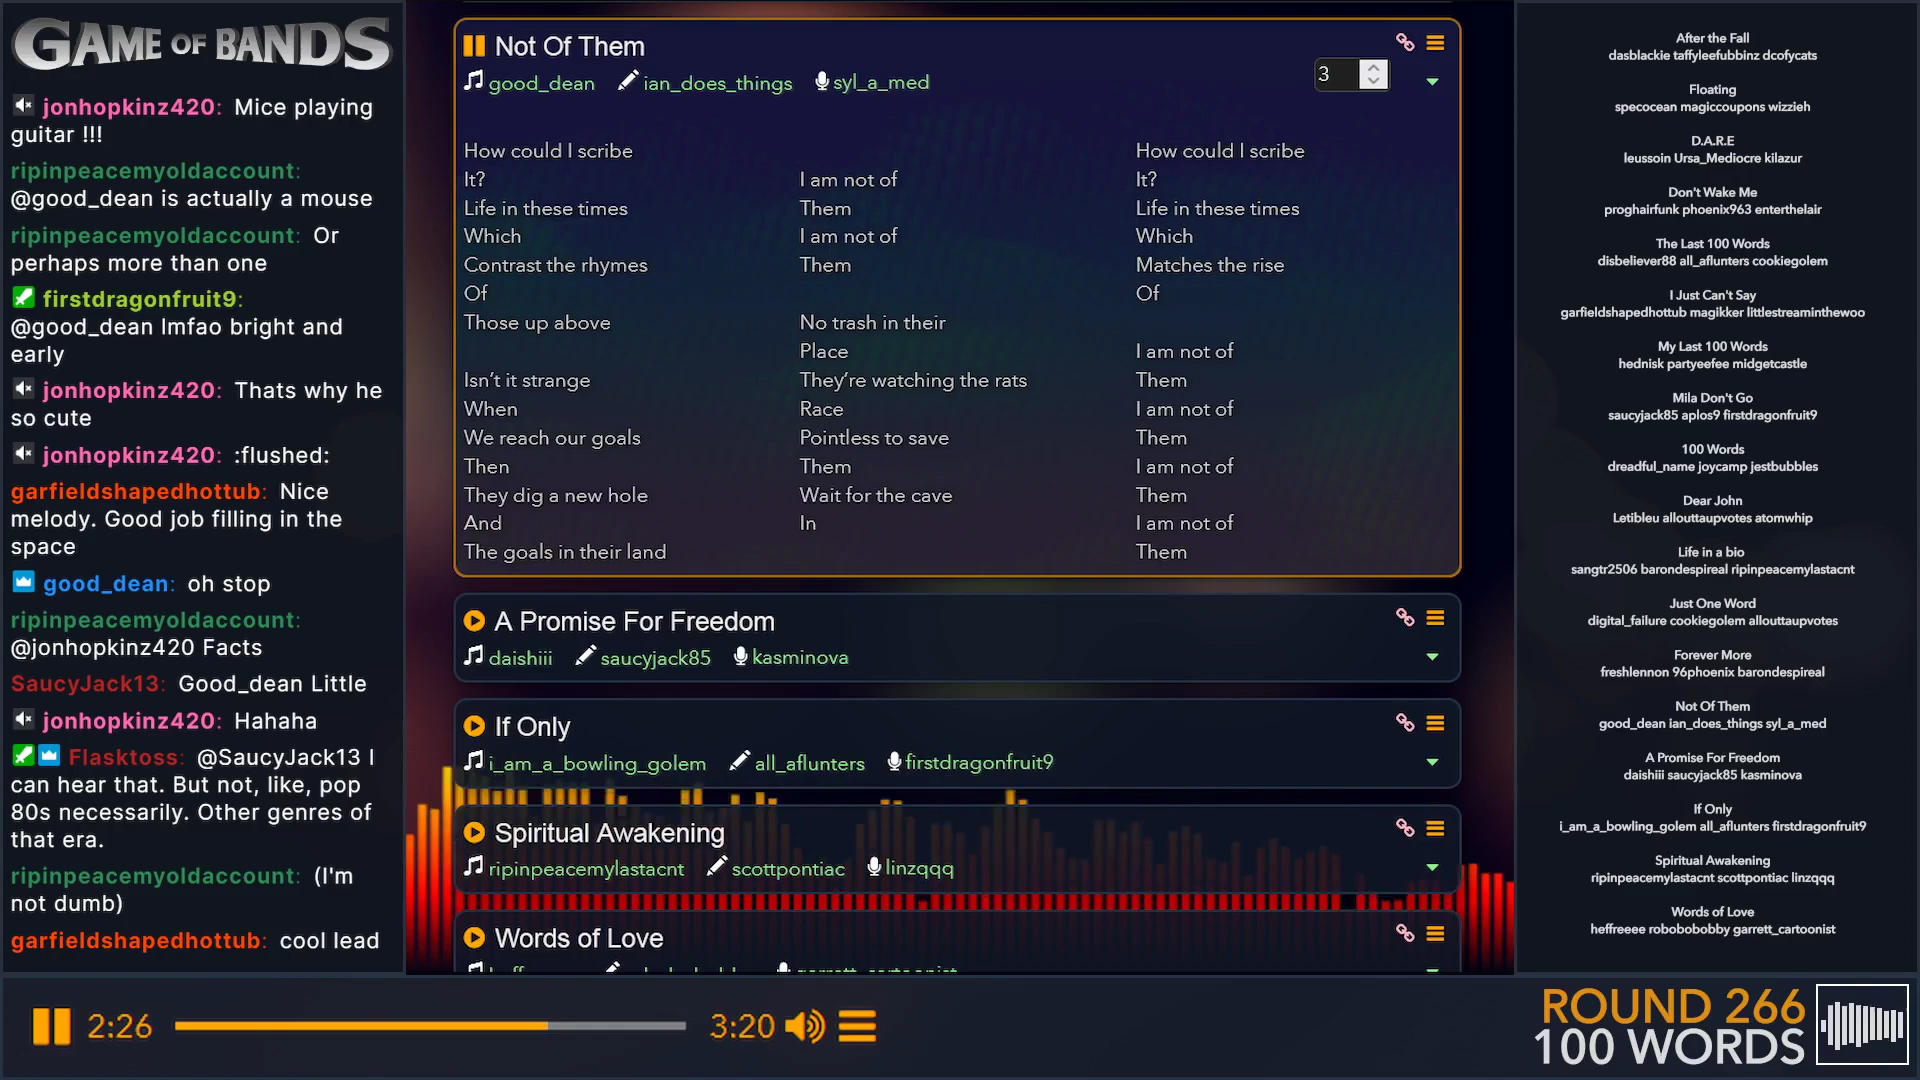 GAME OF BANDS
jonhopkinz420: Mice playing
guitar !!!
ripinpeacemyoldaccount:
@good_dean is actually a mouse
ripinpeacemyoldaccount: Or
perhaps more than one
firstdragonfruit9:
@good_dean lmfao bright and
early
jonhopkinz420: Thats why he
so cute
jonhopkinz420: :flushed:
garfieldshapedhottub: Nice
melody. Good job filling in the
space
good_dean: oh stop
ripinpeacemyoldaccount:
@jonhopkinz420 Facts
SaucyJack13: Good_dean Little
jonhopkinz420: Hahaha
Flasktoss: @SaucyJack13 I
can hear that. But not, like, pop
80s necessarily. Other genres of
that era.
ripinpeacemyoldaccount: (I'm
not dumb)
garfieldshapedhottub: cool lead
Not Of Them
good_dean ian_does_things syl_a_med
3
How could I scribe
It?
Life in these times
Which
Contrast the rhymes
Of
Those up above
Isn't it strange
When
We reach our goals
Then
They dig a new hole
And
The goals in their land
I am not of
Them
I am not of
Them
No trash in their
Place
They're watching the rats
Race
Pointless to save
Them
Wait for the cave
In
How could I scribe
It?
Life in these times
Which
Matches the rise
Of
I am not of
Them
I am not of
Them
I am not of
Them
I am not of
Them
A Promise For Freedom
daishiii saucyjack85 kasminova
If Only
i_am_a_bowling_golem all_aflunters firstdragonfruit9
Spiritual Awakening
ripinpeacemylastacnt scottpontiac linzqqq
Words of Love
After the Fall
dasblackie taffyleefubbinz dcofycats
Floating
specocean magiccoupons wizzieh
D.A.R.E
leussoin Ursa_Mediocre kilazur
Don't Wake Me
proghairfunk phoenix963 enterthelair
The Last 100 Words
disbeliever88 all_aflunters cookiegolem
I Just Can't Say
garfieldshapedhottub magikker littlestreaminthewoo
My Last 100 Words
hednisk partyeefee midgetcastle
Mila Don't Go
saucyjack85 aplos9 firstdragonfruit9
100 Words
dreadful_name joycamp jestbubbles
Dear John
Letibleu allouttaupvotes atomwhip
Life in a bio
sangtr2506 barondespireal ripinpeacemylastacnt
Just One Word
digital_failure cookiegolem allouttaupvotes
Forever More
freshlennon 96phoenix barondespireal
Not Of Them
good_dean ian_does_things syl_a_med
A Promise For Freedom
daishiii saucyjack85 kasminova
If Only
i_am_a_bowling_golem all_aflunters firstdragonfruit9
Spiritual Awakening
ripinpeacemylastacnt scottpontiac linzqqq
Words of Love
heffreeee robobobobby garrett_cartoonist
2:26
3:20
ROUND 266
100 WORDS